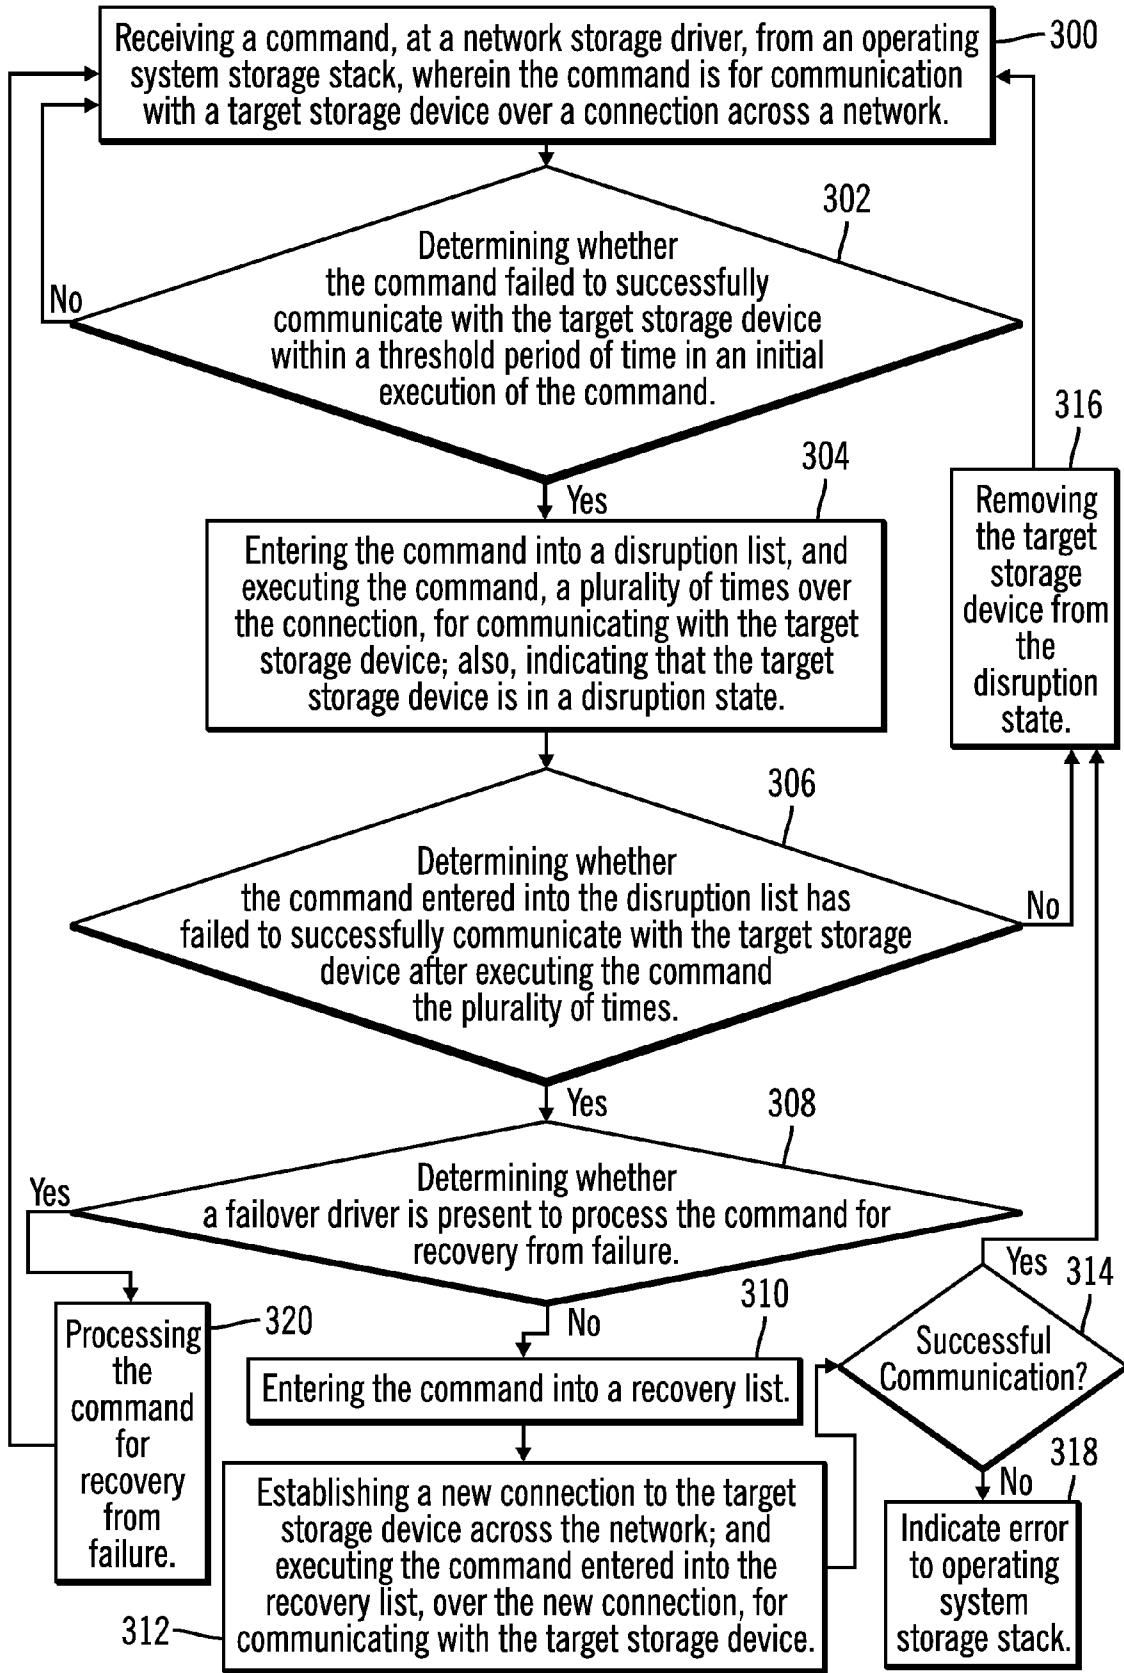 Receiving a command, at a network storage driver, from an operating
system storage stack, wherein the command is for communication
with a target storage device over a connection across a network.
300
302
Determining whether
the command failed to successfully
communicate with the target storage device
within a threshold period of time in an initial
execution of the command.
No
Yes
304
Entering the command into a disruption list, and
executing the command, a plurality of times over
the connection, for communicating with the target
storage device; also, indicating that the target
storage device is in a disruption state.
316
Removing
the target
storage
device from
the
disruption
state.
306
Determining whether
the command entered into the disruption list has
failed to successfully communicate with the target storage
device after executing the command
the plurality of times.
No
Yes
308
Determining whether
a failover driver is present to process the command for
recovery from failure.
Yes
No
320
Processing
the
command
for
recovery
from
failure.
310
Entering the command into a recovery list.
312
Establishing a new connection to the target
storage device across the network; and
executing the command entered into the
recovery list, over the new connection, for
communicating with the target storage device.
314
Successful
Communication?
Yes
No
318
Indicate error
to operating
system
storage stack.